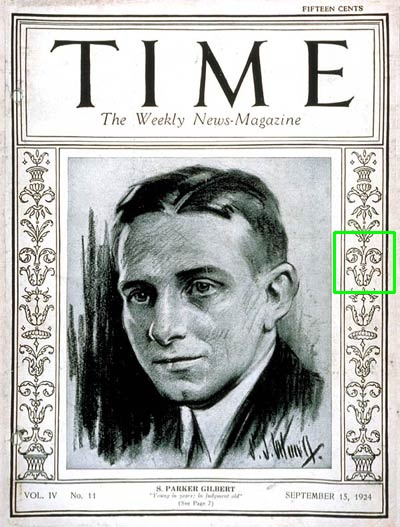 FIFTEEN CENTS
TIME
The Weekly News-Magazine
S. PARKER GILBERT
"Young in years; in judgment old"
(See Page 7)
VOL. IV No. 11
SEPTEMBER 15, 1924